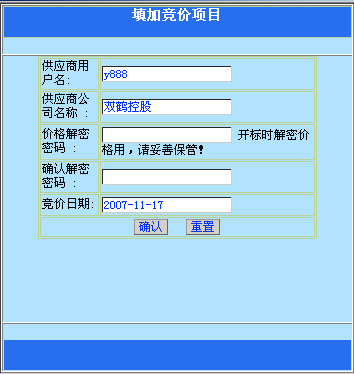 填加竞价项目
供应商用
户名:
y888
供应商公
司名称 :
双鹤控股
价格解密
密码 :
开标时解密价
格用，请妥善保管!
确认解密
密码 :
竞价日期:
2007-11-17
确认
重置